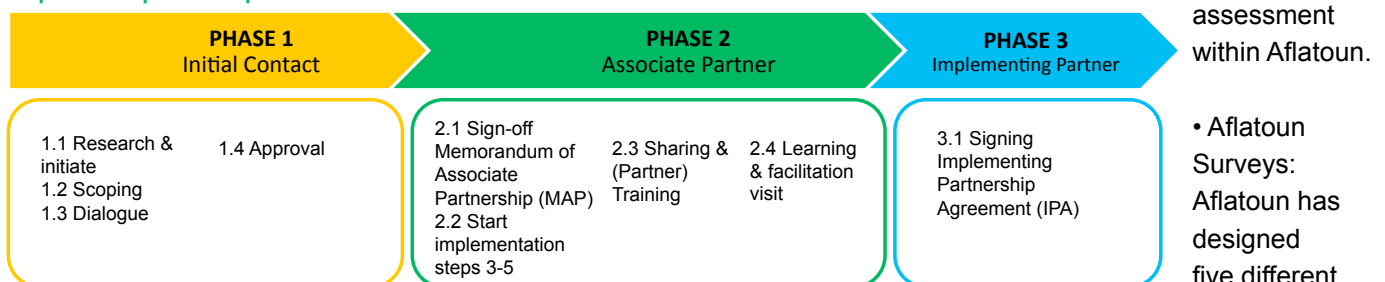 PHASE 1
Initial Contact
PHASE 2
Associate Partner
PHASE 3
Implementing Partner
1.1 Research &
initiate
1.2 Scoping
1.3 Dialogue
1.4 Approval
2.1 Sign-off
Memorandum of
Associate
Partnership (MAP)
2.2 Start
implementation
steps 3-5
2.3 Sharing &
(Partner)
Training
2.4 Learning
& facilitation
visit
3.1 Signing
Implementing
Partnership
Agreement (IPA)
assessment
within Aflatoun.
• Aflatoun
Surveys:
Aflatoun has
designed
five different